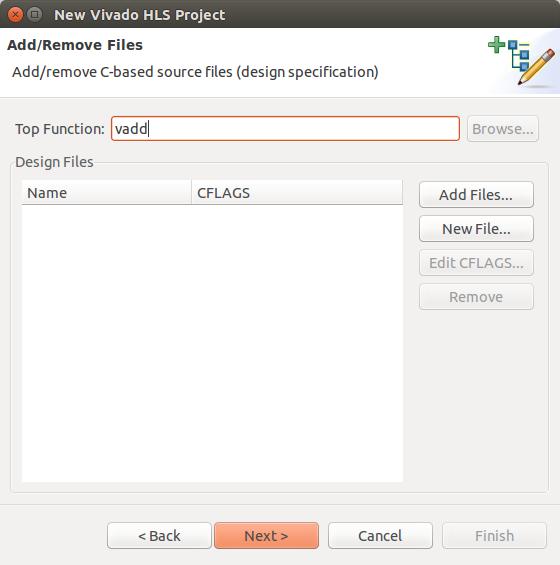 New Vivado HLS Project
Add/Remove Files
Add/remove C-based source files (design specification)
Top Function: vadd Browse...
Design Files
Name CFLAGS
Add Files...
New File...
Edit CFLAGS...
Remove
< Back Next > Cancel Finish